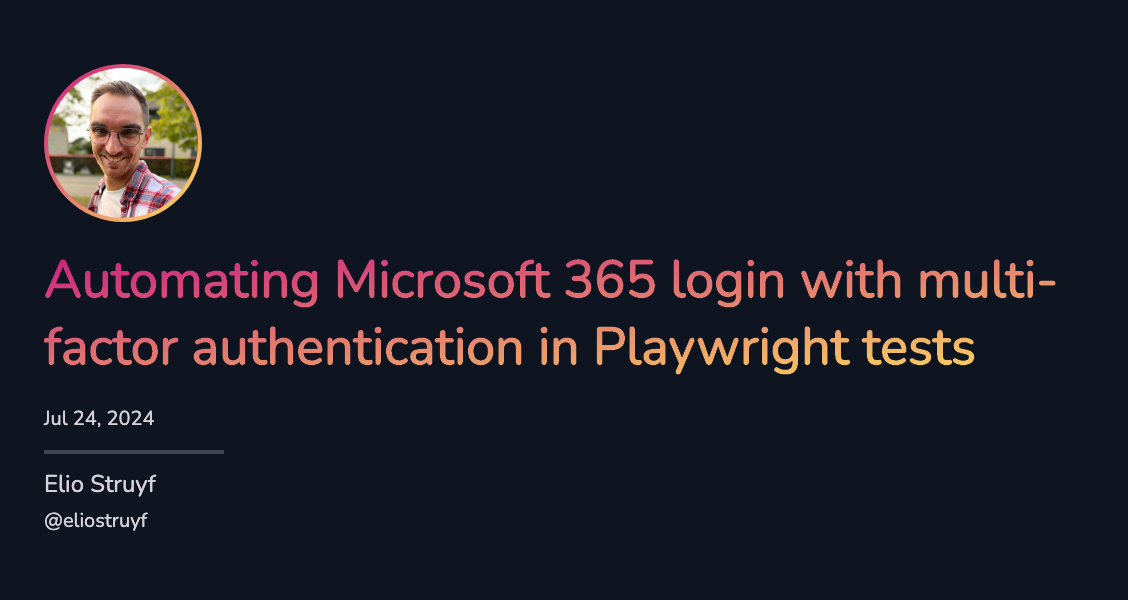 Automating Microsoft 365 login with multi-
factor authentication in Playwright tests
Jul 24, 2024
Elio Struyf
@eliostruyf